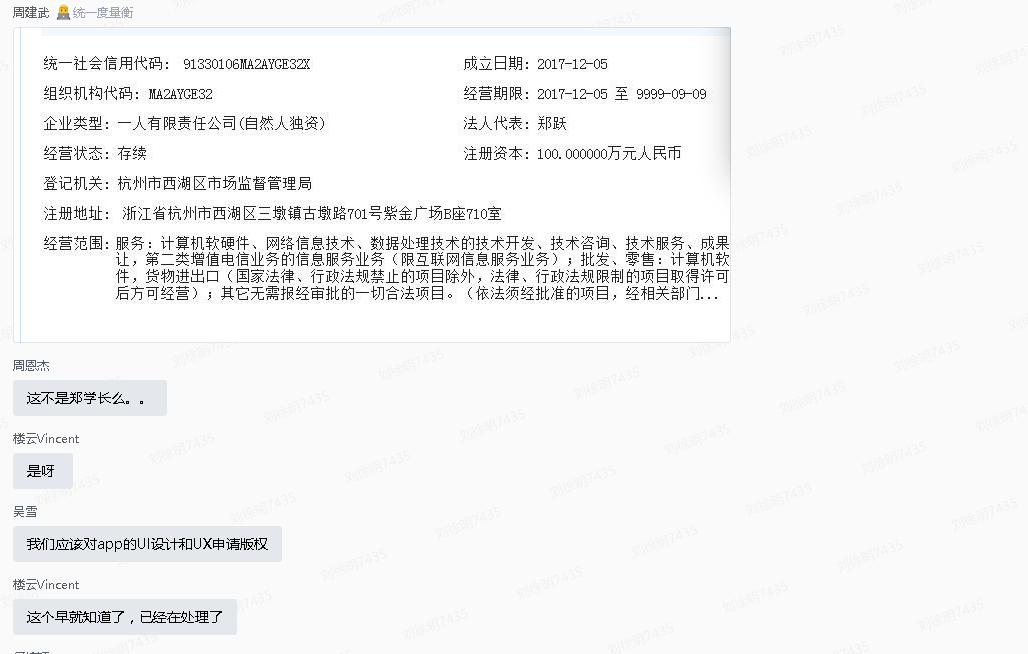 周建武 统一度量衡
统一社会信用代码： 91330106MA2AYGE32X 成立日期：2017-12-05
组织机构代码：MA2AYGE32 经营期限：2017-12-05 至 9999-09-09
企业类型：一人有限责任公司(自然人独资) 法人代表：郑跃
经营状态：存续 注册资本：100.000000万元人民币
登记机关：杭州市西湖区市场监督管理局
注册地址： 浙江省杭州市西湖区三墩镇古墩路701号紫金广场B座710室
经营范围：服务：计算机软硬件、网络信息技术、数据处理技术的技术开发、技术咨询、技术服务、成果
让，第二类增值电信业务的信息服务业务（限互联网信息服务业务）；批发、零售：计算机软
件，货物进出口（国家法律、行政法规禁止的项目除外，法律、行政法规限制的项目取得许可
后方可经营）；其它无需报经审批的一切合法项目。（依法须经批准的项目，经相关部门...
周恩杰
这不是郑学长么。。
楼云Vincent
是呀
吴雪
我们应该对app的UI设计和UX申请版权
楼云Vincent
这个早就知道了，已经在处理了